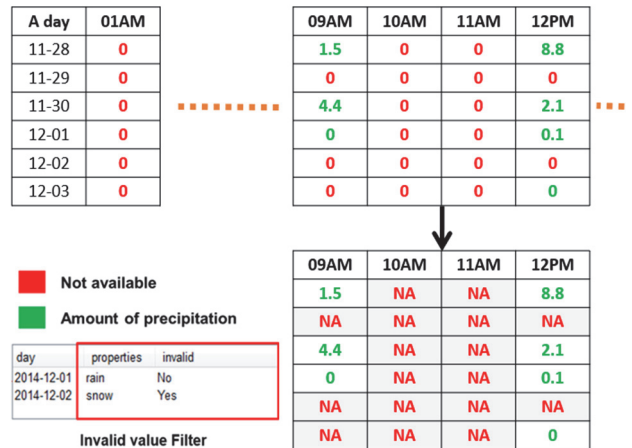 A day 01AM 09AM 10AM 11AM 12PM
11-28 0 1.5 0 0 8.8
11-29 0 0 0 0 0
11-30 0 4.4 0 0 2.1
12-01 0 0 0 0 0.1
12-02 0 0 0 0 0
12-03 0 0 0 0 0
09AM 10AM 11AM 12PM
1.5 NA NA 8.8
NA NA NA NA
4.4 NA NA 2.1
0 NA NA 0.1
NA NA NA NA
NA NA NA 0
Not available
Amount of precipitation
day properties invalid
2014-12-01 rain No
2014-12-02 snow Yes
Invalid value Filter